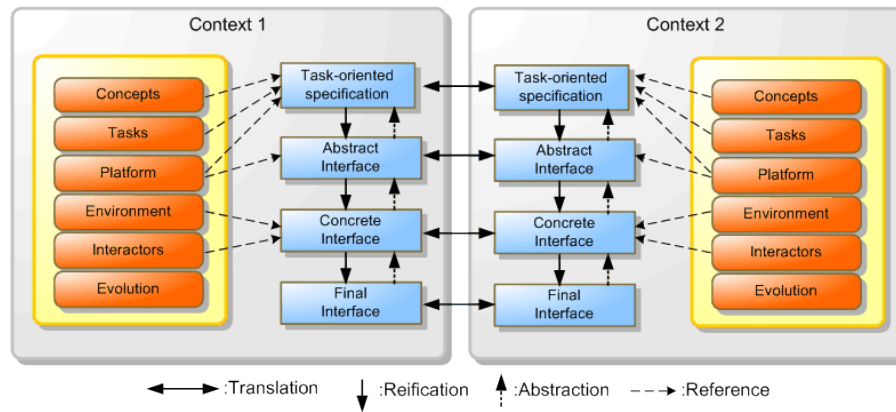 Context 1
Context 2
Concepts
Tasks
Platform
Environment
Interactors
Evolution
Task-oriented
specification
Abstract
Interface
Concrete
Interface
Final
Interface
Task-oriented
specification
Abstract
Interface
Concrete
Interface
Final
Interface
Concepts
Tasks
Platform
Environment
Interactors
Evolution
:Translation :Reification :Abstraction :Reference